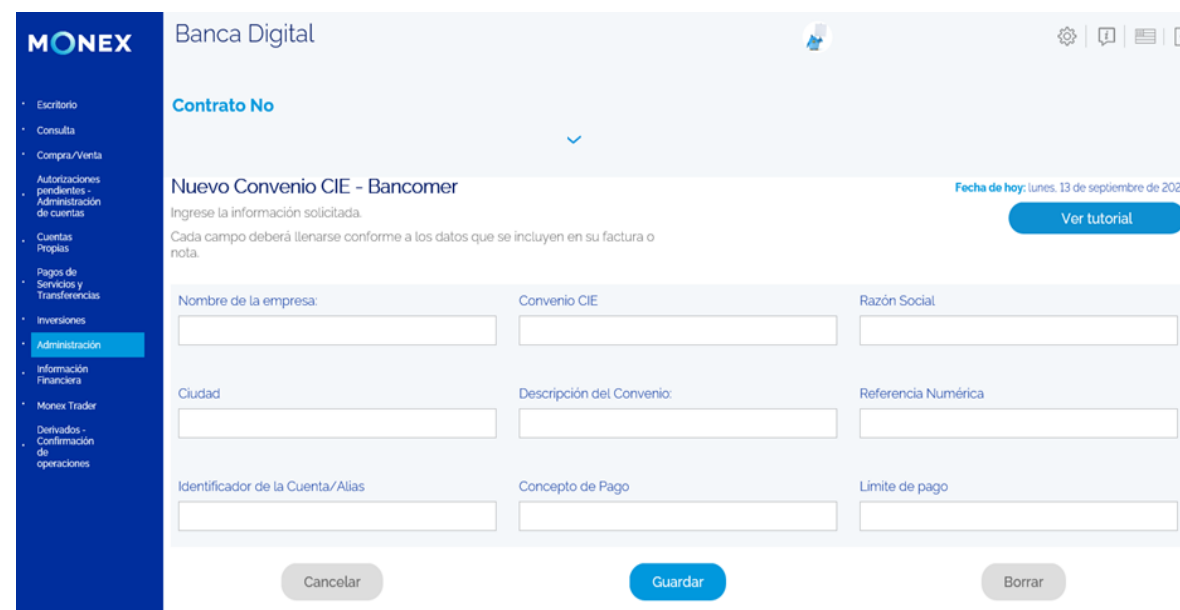 MONEX
Banca Digital
Escritorio
Consulta
Compra/Venta
Autorizaciones
pendientes -
Administración
de cuentas
Cuentas
Propias
Pagos de
Servicios y
Transferencias
Inversiones
Administración
Información
Financiera
Monex Trader
Derivados -
Confirmación
de
operaciones
Contrato No
Nuevo Convenio CIE - Bancomer
Fecha de hoy: lunes, 13 de septiembre de 202
Ingrese la información solicitada.
Ver tutorial
Cada campo deberá llenarse conforme a los datos que se incluyen en su factura o
nota.
Nombre de la empresa: Convenio CIE Razón Social
Ciudad Descripción del Convenio: Referencia Numérica
Identificador de la Cuenta/Alias Concepto de Pago Limite de pago
Cancelar Guardar Borrar